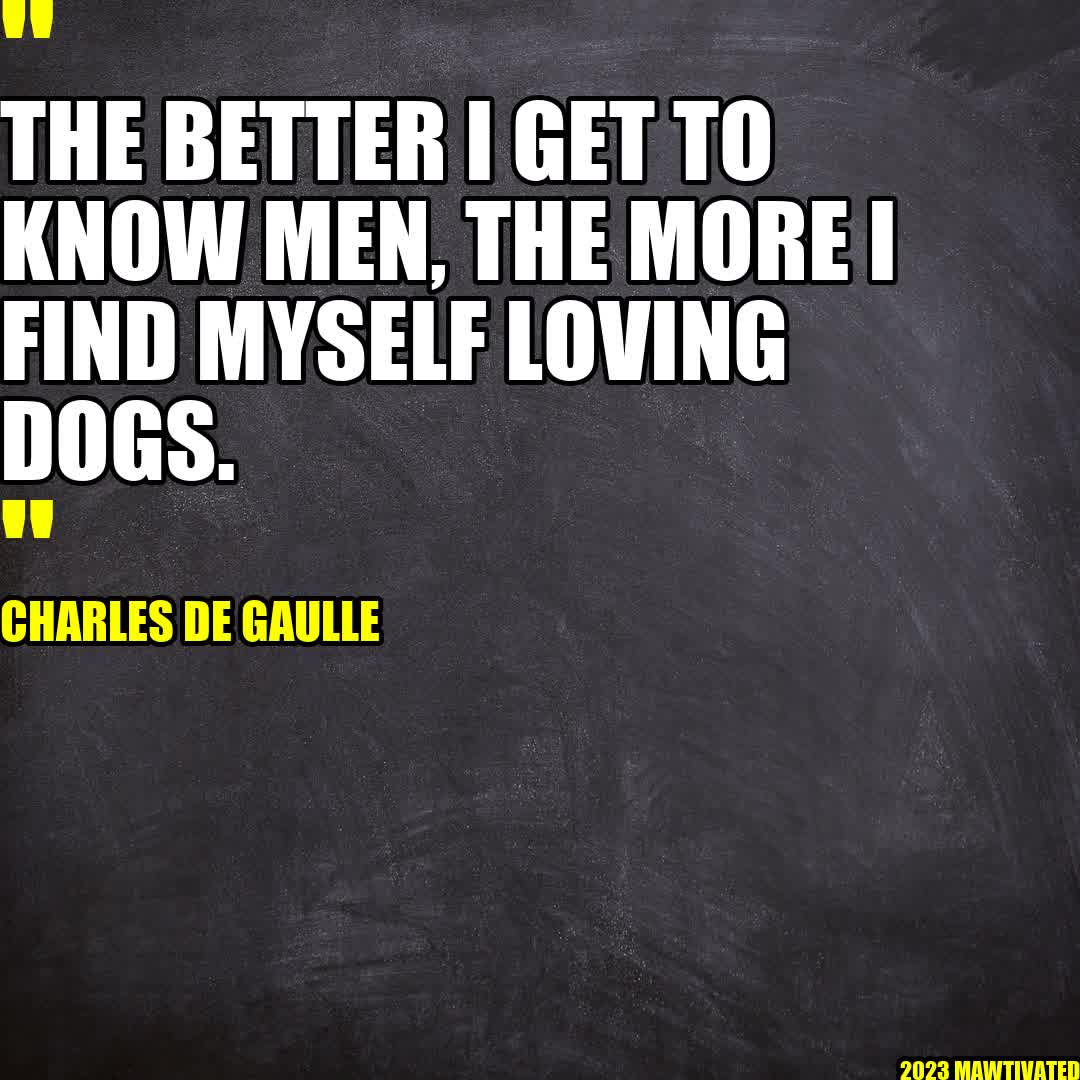 "
THE BETTER I GET TO
KNOW MEN, THE MORE I
FIND MYSELF LOVING
DOGS.
"
CHARLES DE GAULLE
2023 MAWTIVATED